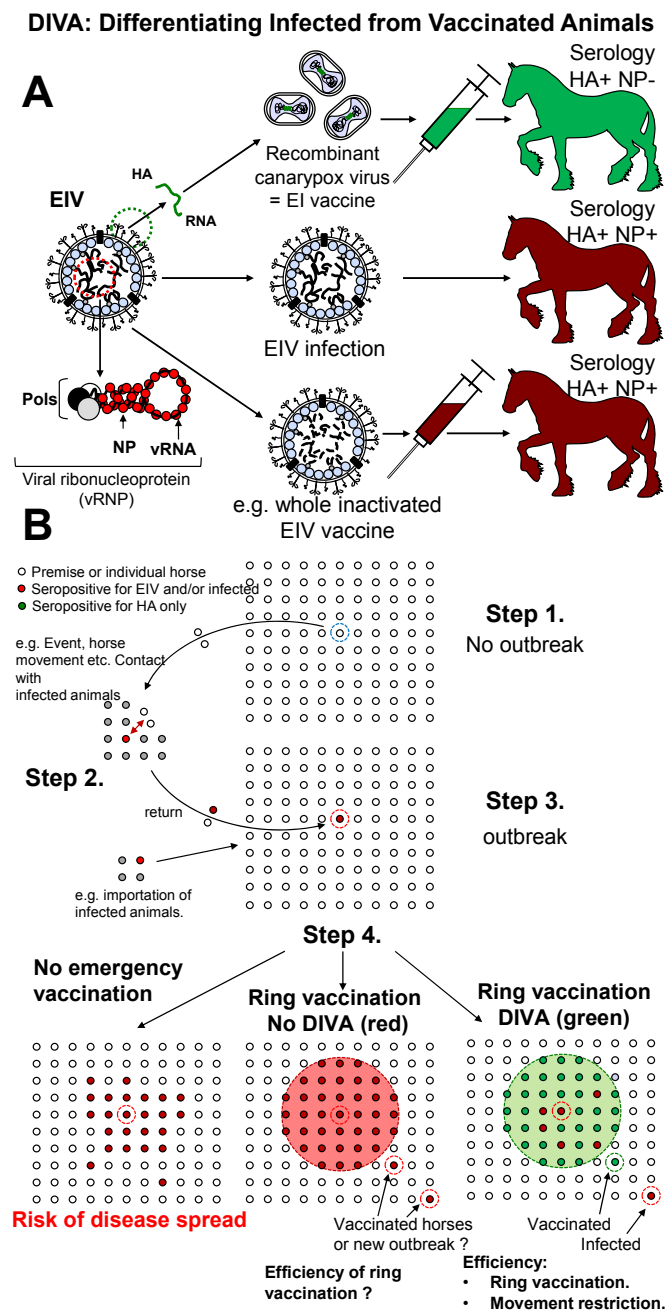 DIVA: Differentiating Infected from Vaccinated Animals
A
Serology
HA+ NP-
HA
RNA
EIV
Recombinant
canarypox virus
= EI vaccine
Serology
HA+ NP+
EIV infection
Serology
HA+ NP+
Pols
NP
vRNA
Viral ribonucleoprotein
(vRNP)
e.g. whole inactivated
EIV vaccine
B
Premise or individual horse
Seropositive for EIV and/or infected
Seropositive for HA only
Step 1.
No outbreak
e.g. Event, horse
movement etc. Contact
with
infected animals
Step 2.
return
Step 3.
outbreak
e.g. importation of
infected animals.
Step 4.
No emergency
vaccination
Ring vaccination
No DIVA (red)
Ring vaccination
DIVA (green)
Risk of disease spread
Vaccinated horses
or new outbreak ?
Vaccinated
Infected
Efficiency of ring
vaccination ?
Efficiency:
• Ring vaccination.
• Movement restriction.